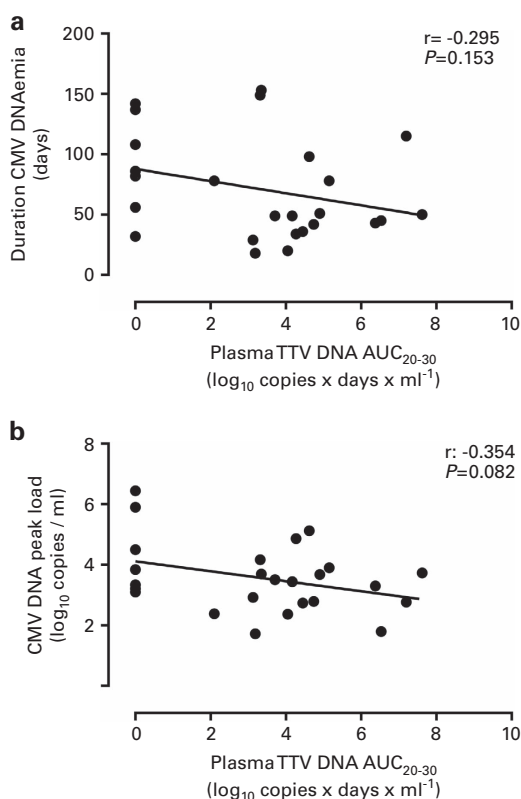 a
200
150
100
50
0
Duration CMV DNAemia
(days)
r= -0.295
P=0.153
0 2 4 6 8 10
Plasma TTV DNA AUC20-30
(log10 copies x days x ml-1)
b
8
6
4
2
CMV DNA peak load
(log10 copies / ml)
r: -0.354
P=0.082
0 2 4 6 8 10
Plasma TTV DNA AUC20-30
(log10 copies x days x ml-1)